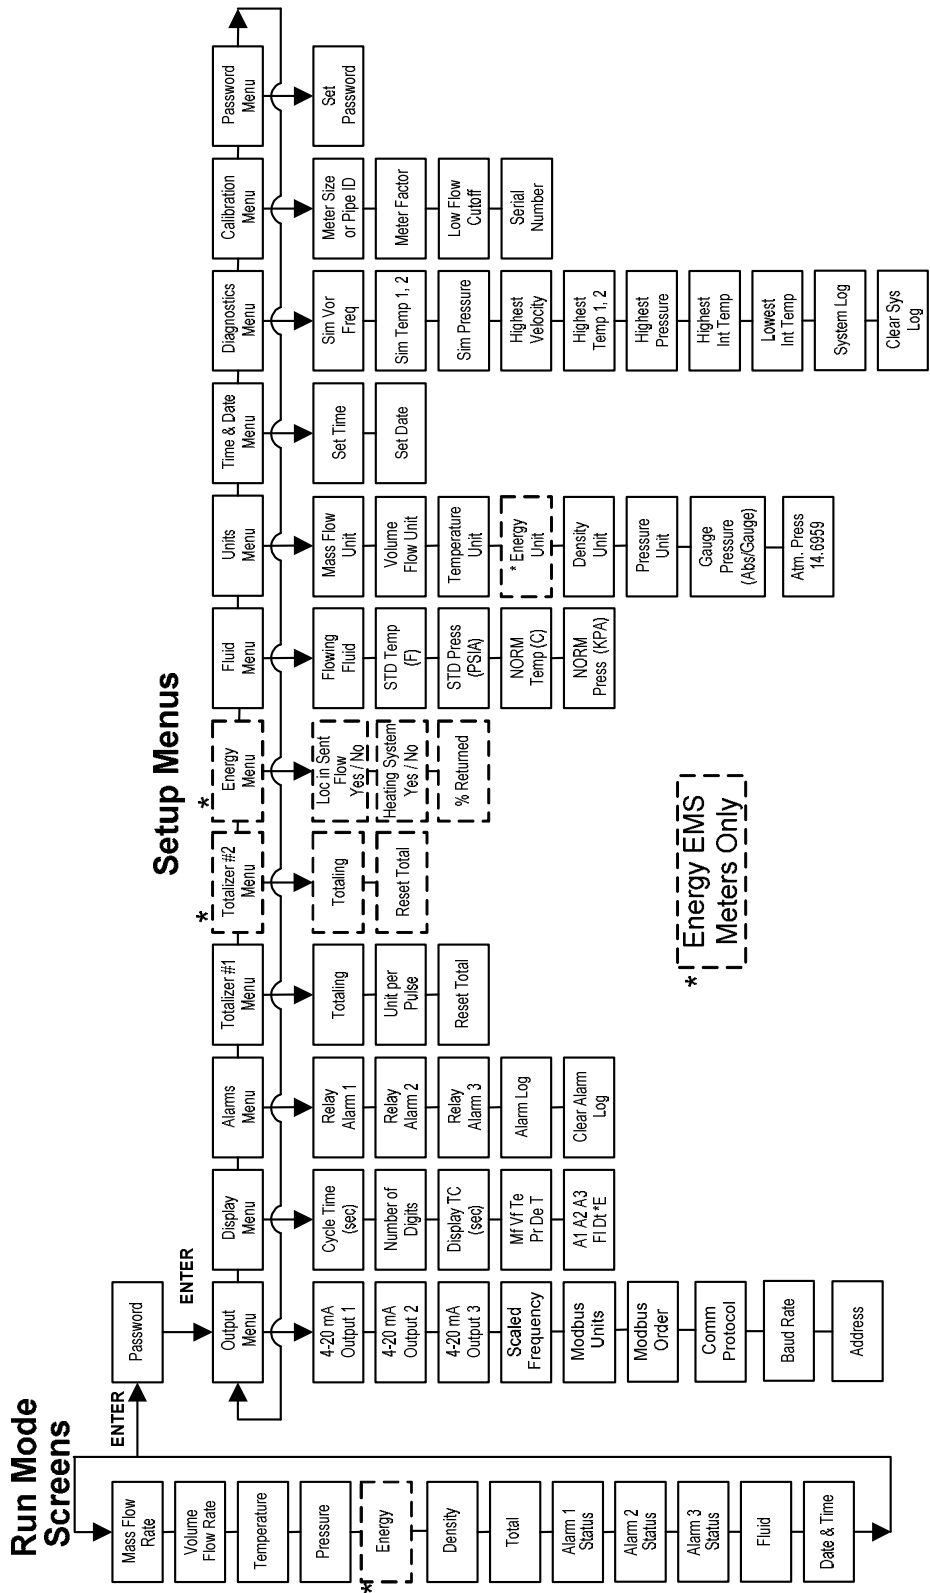 Run Mode
Screens
Mass Flow
Rate
Volume
Flow Rate
Temperature
Pressure
*
Energy
Density
Total
Alarm 1
Status
Alarm 2
Status
Alarm 3
Status
Fluid
Date & Time
ENTER
Password
ENTER
Setup Menus
Output
Menu
4-20 mA
Output 1
4-20 mA
Output 2
4-20 mA
Output 3
Scaled
Frequency
Modbus
Units
Modbus
Order
Comm
Protocol
Baud Rate
Address
Display
Menu
Cycle Time
(sec)
Number of
Digits
Display TC
(sec)
Mf Vf Te
Pr De T
A1 A2 A3
Fl Dt *E
Alarms
Menu
Relay
Alarm 1
Relay
Alarm 2
Relay
Alarm 3
Alarm Log
Clear Alarm
Log
Totalizer #1
Menu
Totaling
Unit per
Pulse
Reset Total
*
Totalizer #2
Menu
Totaling
Reset Total
*
Energy
Menu
Loc in Sent
Flow
Yes / No
Heating System
Yes / No
% Returned
Fluid
Menu
Flowing
Fluid
STD Temp
(F)
STD Press
(PSIA)
NORM
Temp (C)
NORM
Press (KPA)
Units
Menu
Mass Flow
Unit
Volume
Flow Unit
Temperature
Unit
* Energy
Unit
Density
Unit
Pressure
Unit
Gauge
Pressure
(Abs/Gauge)
Atm. Press
14.6959
Time & Date
Menu
Set Time
Set Date
Diagnostics
Menu
Sim Vor
Freq
Sim Temp 1, 2
Sim Pressure
Highest
Velocity
Highest
Temp 1, 2
Highest
Pressure
Highest
Int Temp
Lowest
Int Temp
System Log
Clear Sys
Log
Calibration
Menu
Meter Size
or Pipe ID
Meter Factor
Low Flow
Cutoff
Serial
Number
Password
Menu
Set
Password
* Energy EMS
Meters Only